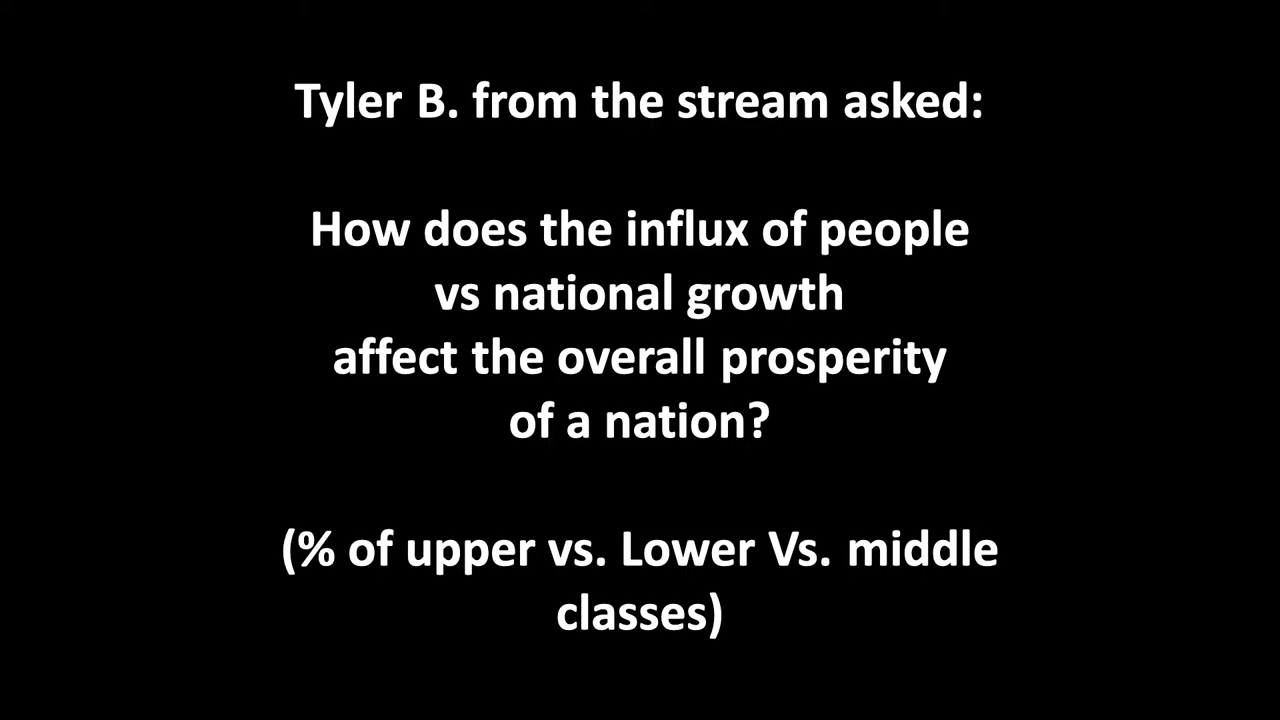 Tyler B. from the stream asked:
How does the influx of people
vs national growth
affect the overall prosperity
of a nation?
(% of upper vs. Lower Vs. middle
classes)